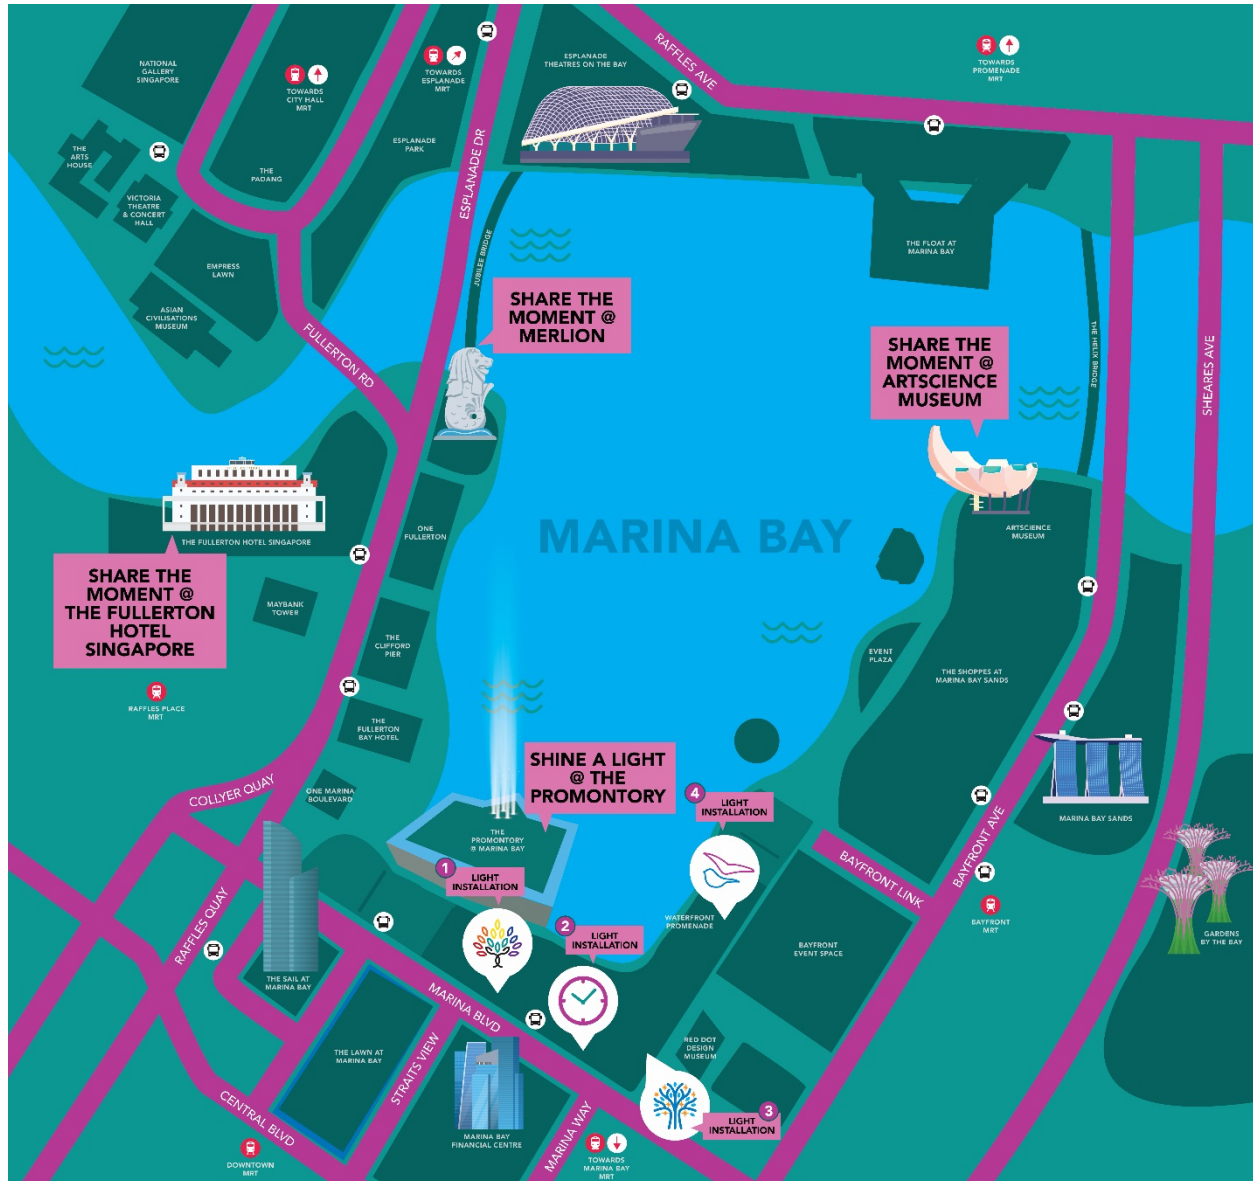 NATIONAL
GALLERY
SINGAPORE
TOWARDS
CITY HALL
MRT
TOWARDS
ESPLANADE
MRT
ESPLANADE
THEATRES ON THE BAY
RAFFLES AVE
TOWARDS
PROMENADE
MRT
THE
ARTS
HOUSE
VICTORIA
THEATRE
& CONCERT
HALL
THE
PADANG
ESPLANADE
PARK
ESPLANADE DR
EMPRESS
LAWN
ASIAN
CIVILISATIONS
MUSEUM
JUBILEE BRIDGE
THE FLOAT AT
MARINA BAY
FULLERTON RD
SHARE THE
MOMENT @
MERLION
SHARE THE
MOMENT @
ARTSCIENCE
MUSEUM
THE HELIX BRIDGE
SHEARES AVE
THE FULLERTON HOTEL SINGAPORE
ONE
FULLERTON
MARINA BAY
ARTSCIENCE
MUSEUM
SHARE THE
MOMENT @
THE FULLERTON
HOTEL
SINGAPORE
MAYBANK
TOWER
THE
CLIFFORD
PIER
EVENT
PLAZA
THE SHOPPES AT
MARINA BAY SANDS
RAFFLES PLACE
MRT
THE
FULLERTON
BAY HOTEL
COLLYER QUAY
ONE MARINA
BOULEVARD
SHINE A LIGHT
@ THE
PROMONTORY
THE
PROMONTORY
@ MARINA BAY
4
LIGHT
INSTALLATION
MARINA BAY SANDS
1
LIGHT
INSTALLATION
BAYFRONT LINK
BAYFRONT AVE
RAFFLES QUAY
2
LIGHT
INSTALLATION
WATERFRONT
PROMENADE
BAYFRONT
EVENT SPACE
BAYFRONT
MRT
GARDENS
BY THE BAY
THE SAIL AT
MARINA BAY
MARINA BLVD
THE LAWN AT
MARINA BAY
STRAITS VIEW
RED DOT
DESIGN
MUSEUM
CENTRAL BLVD
MARINA BAY
FINANCIAL CENTRE
MARINA WAY
3
LIGHT
INSTALLATION
DOWNTOWN
MRT
TOWARDS
MARINA BAY
MRT